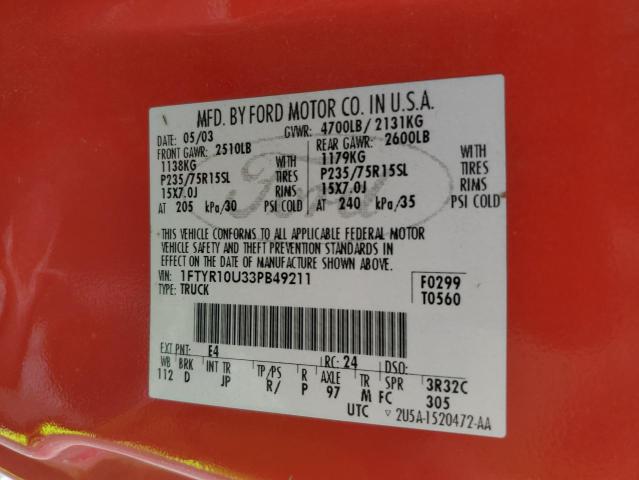 MFD. BY FORD MOTOR CO. IN U.S.A.
DATE: 05/03 GVWR: 4700LB/ 2131KG
FRONT GAWR: 2510LB REAR GAWR: 2600LB
1138KG WITH 1179KG WITH
P235/75R15SL TIRES P235/75R15SL TIRES
15X7.0J RIMS 15X7.0J RIMS
AT 205 kPa/30 PSI COLD AT 240 kPa/35 PSI COLD
Ford
THIS VEHICLE CONFORMS TO ALL APPLICABLE FEDERAL MOTOR
VEHICLE SAFETY AND THEFT PREVENTION STANDARDS IN
EFFECT ON THE DATE OF MANUFACTURE SHOWN ABOVE.
VIN: 1FTYR10U33PB49211 F0299
TYPE: TRUCK T0560
EXT PNT: E4 RC: 24 DSO:
WB BRK INT TR TP/PS R AXLE TR SPR 3R32C
112 D JP R/ P 97 M FC 305
UTC ▽ 2U5A-1520472-AA